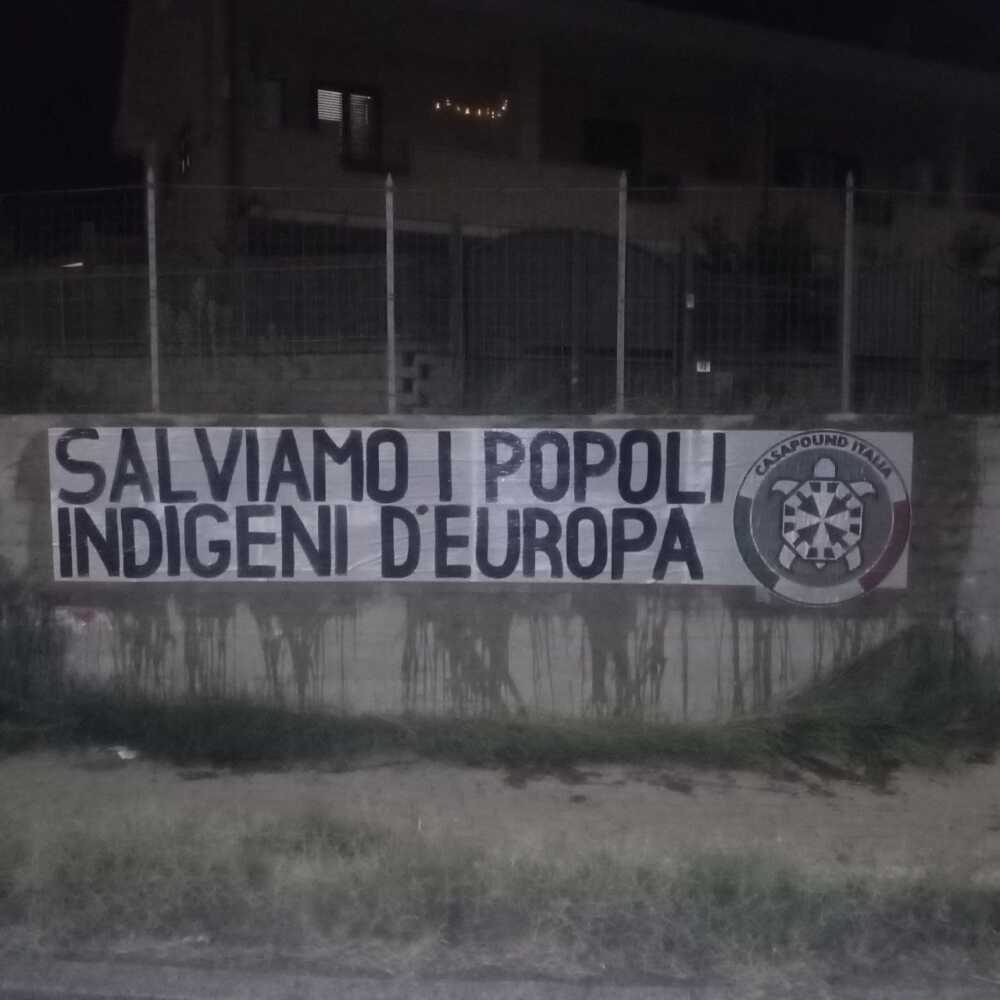 SALVIAMO I POPOLI
INDIGENI D'EUROPA
CASAPOUND ITALIA